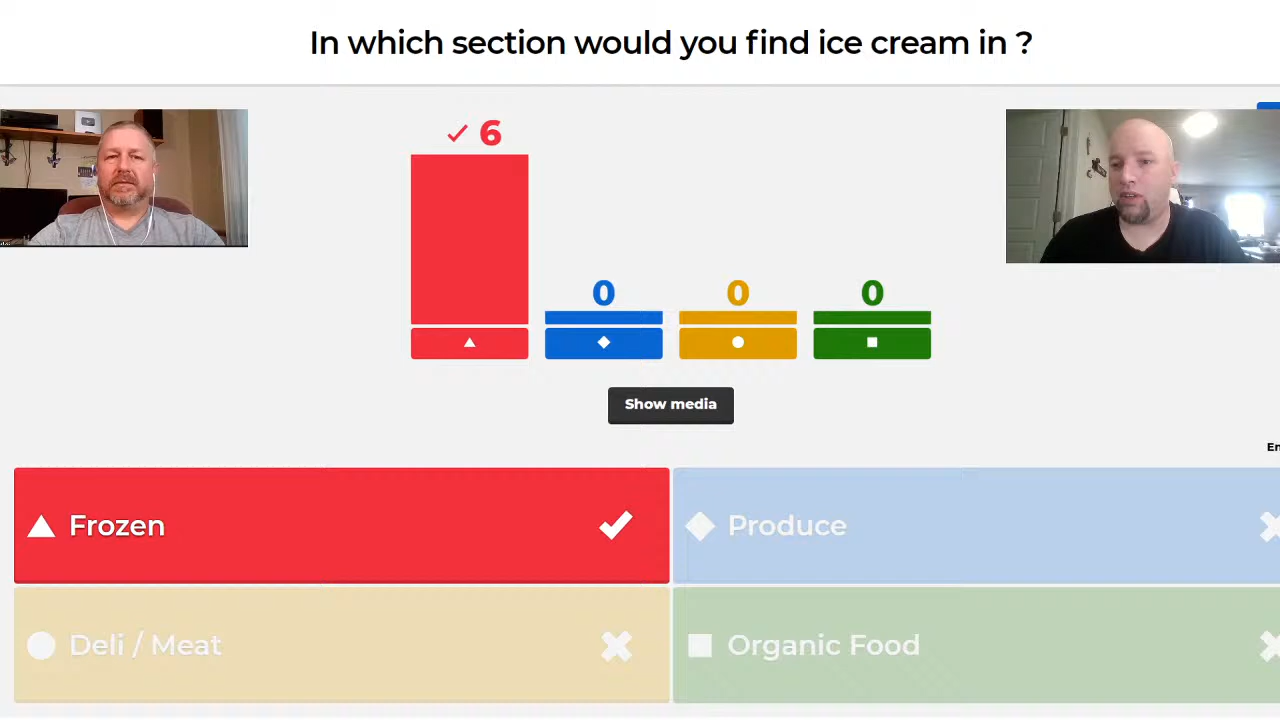 In which section would you find ice cream in ?
6
0
0
0
Show media
En
Frozen
Produce
Deli / Meat
Organic Food